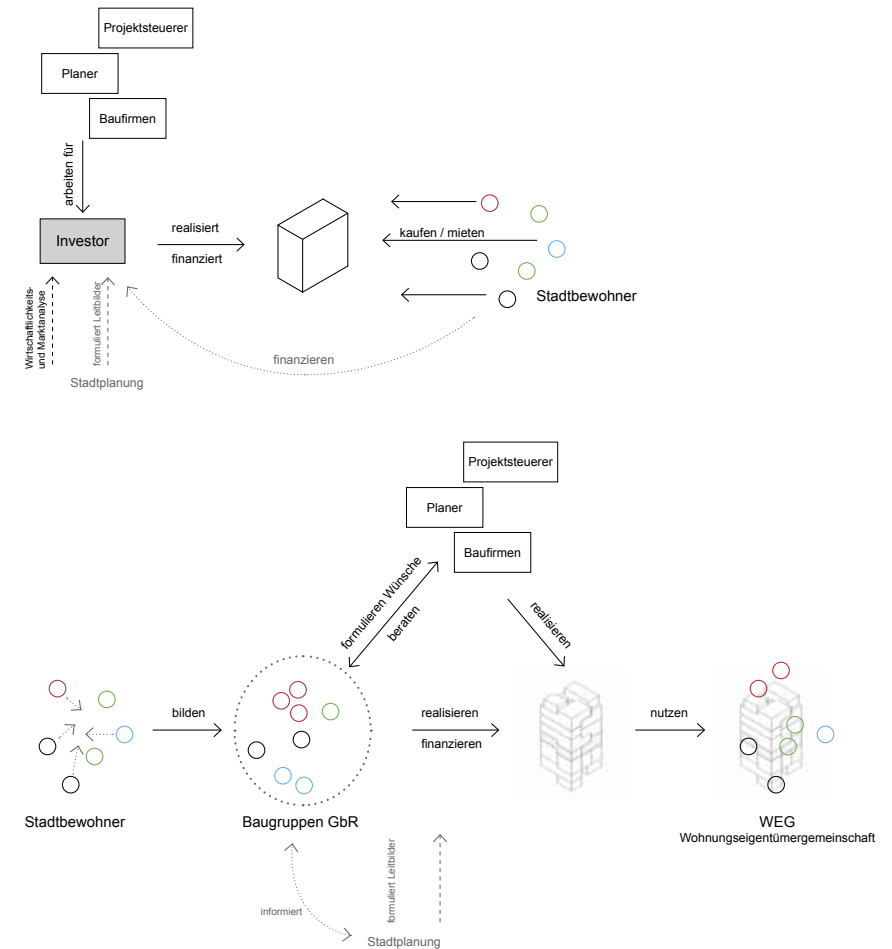 Projektsteuerer
Planer
Baufirmen
arbeiten für
Investor
realisiert
finanziert
kaufen / mieten
Stadtbewohner
Wirtschaftlichkeits-
und Marktanalyse
formuliert Leitbilder
Stadtplanung
finanzieren
Projektsteuerer
Planer
Baufirmen
formulieren Wünsche
beraten
realisieren
bilden
realisieren
finanzieren
nutzen
Stadtbewohner
Baugruppen GbR
WEG
Wohnungseigentümergemeinschaft
formuliert Leitbilder
informiert
Stadtplanung